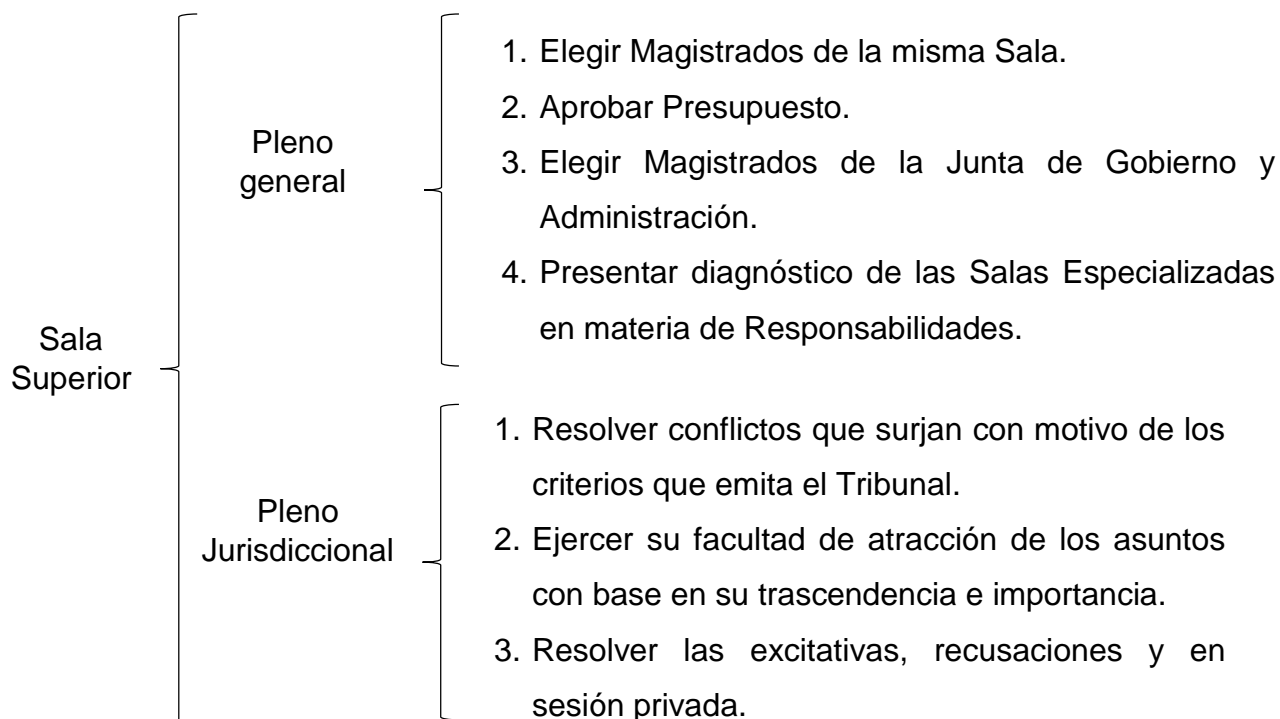 Sala
Superior
Pleno
general
1. Elegir Magistrados de la misma Sala.
2. Aprobar Presupuesto.
3. Elegir Magistrados de la Junta de Gobierno y
Administración.
4. Presentar diagnóstico de las Salas Especializadas
en materia de Responsabilidades.
Pleno
Jurisdiccional
1. Resolver conflictos que surjan con motivo de los
criterios que emita el Tribunal.
2. Ejercer su facultad de atracción de los asuntos
con base en su trascendencia e importancia.
3. Resolver las excitativas, recusaciones y en
sesión privada.